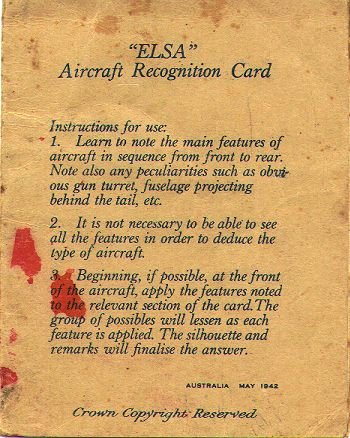 "ELSA"
Aircraft Recognition Card
Instructions for use:
1. Learn to note the main features of
aircraft in sequence from front to rear.
Note also any peculiarities such as obvi-
ous gun turret, fuselage projecting
behind the tail, etc.
2. It is not necessary to be able to see
all the features in order to deduce the
type of aircraft.
3. Beginning, if possible, at the front
of the aircraft, apply the features noted
to the relevant section of the card. The
group of possibles will lessen as each
feature is applied. The silhouette and
remarks will finalise the answer.
AUSTRALIA MAY 1942
Crown Copyright Reserved